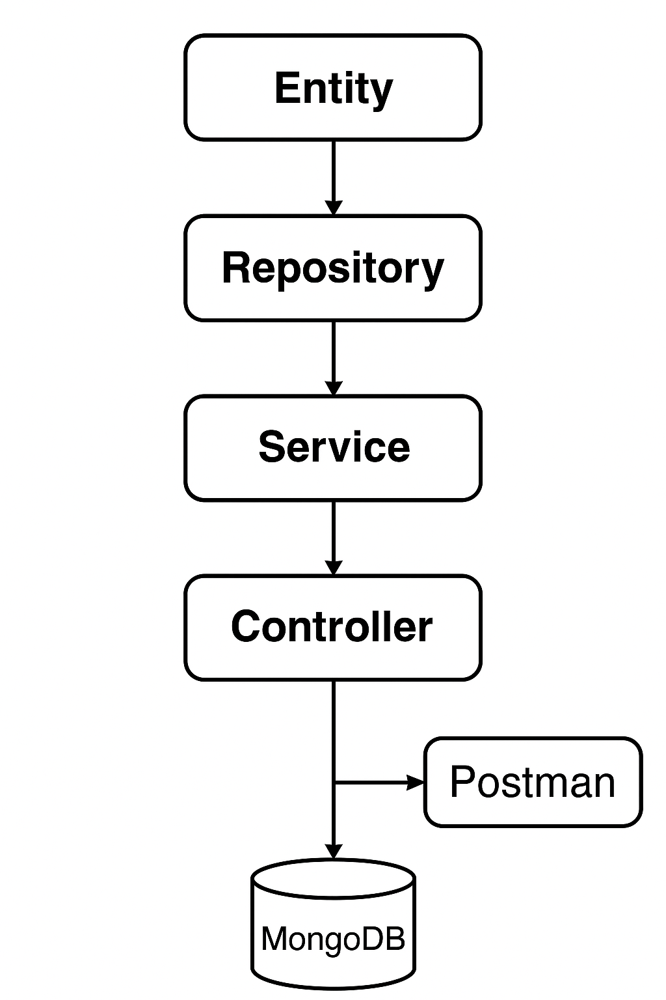 Entity
Repository
Service
Controller
Postman
MongoDB